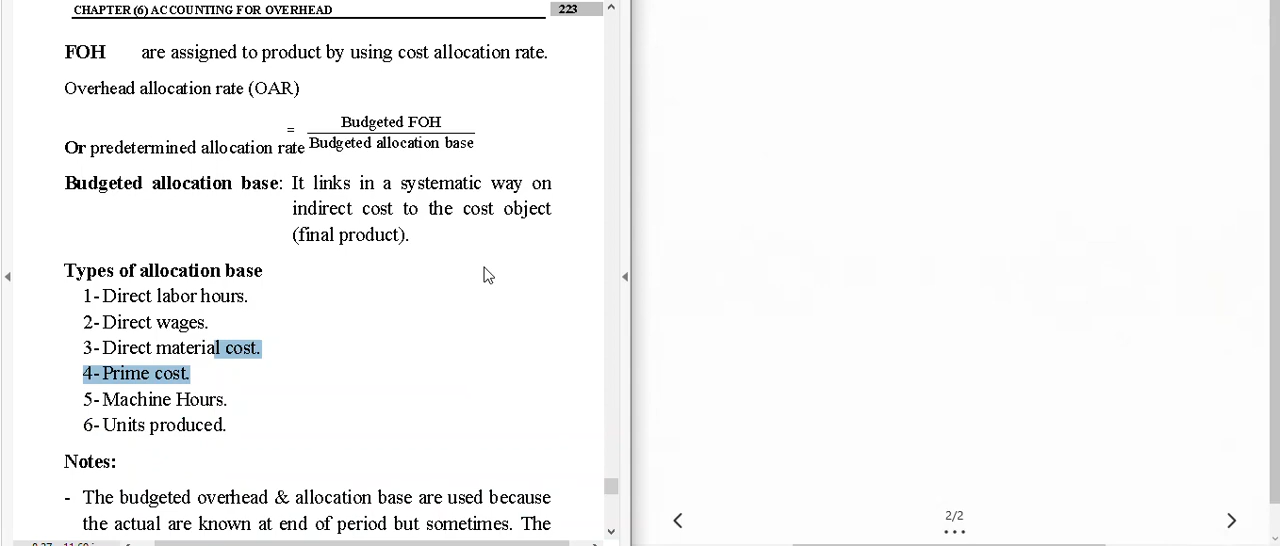 CHAPTER (6) ACCOUNTING FOR OVERHEAD 223
FOH are assigned to product by using cost allocation rate.
Overhead allocation rate (OAR)
= Budgeted FOH
Or predetermined allocation rate Budgeted allocation base
Budgeted allocation base: It links in a systematic way on
indirect cost to the cost object
(final product).
Types of allocation base
1- Direct labor hours.
2- Direct wages.
3- Direct material cost.
4- Prime cost.
5- Machine Hours.
6- Units produced.
Notes:
- The budgeted overhead & allocation base are used because
the actual are known at end of period but sometimes. The
2/2